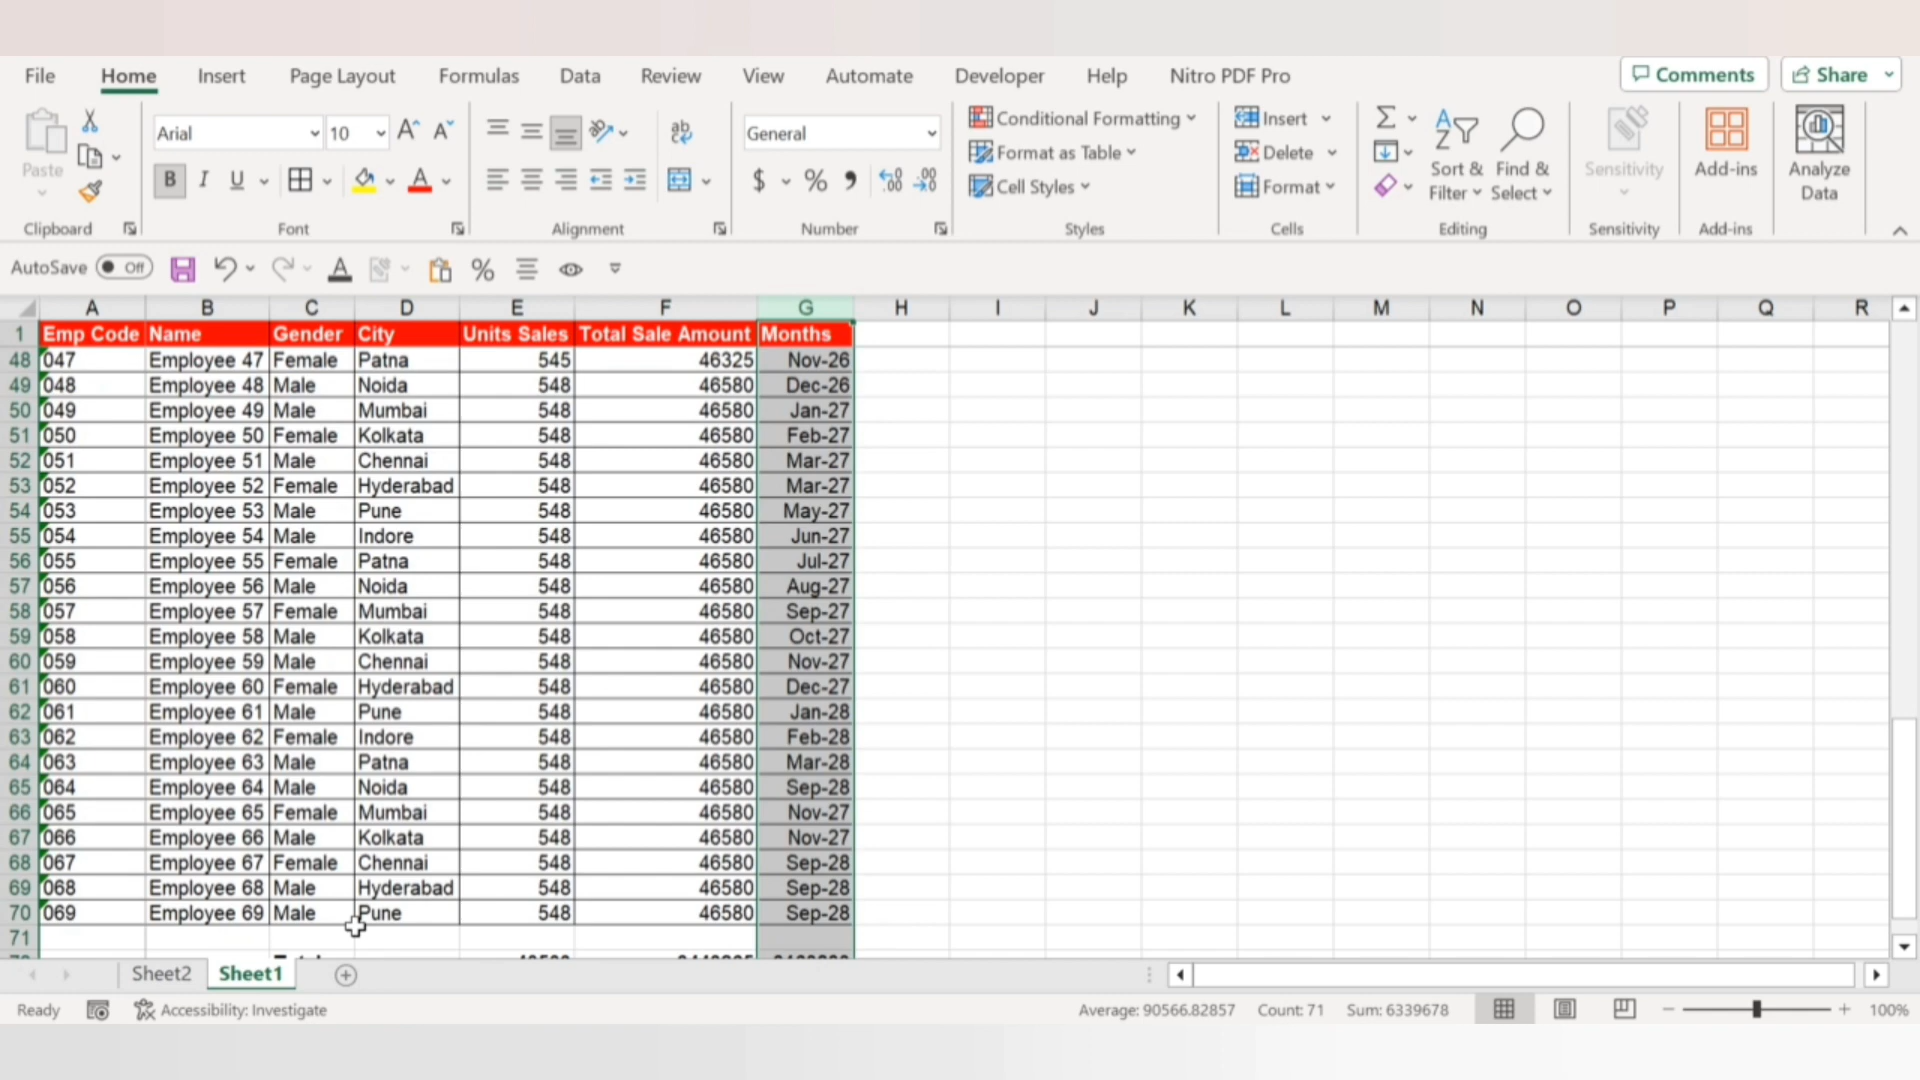 File Home Insert Page Layout Formulas Data Review View Automate Developer Help Nitro PDF Pro Comments Share
Arial 10 A A ab General Conditional Formatting Insert Σ A Z
Paste Format as Table Delete Sort & Find & Sensitivity Add-ins Analyze
B I U A $ % Cell Styles Format Filter Select Data
Clipboard Font Alignment Number Styles Cells Editing Sensitivity Add-ins
AutoSave Off A %
A B C D E F G H I J K L M N O P Q R
1 Emp Code Name Gender City Units Sales Total Sale Amount Months
48 047 Employee 47 Female Patna 545 46325 Nov-26
49 048 Employee 48 Male Noida 548 46580 Dec-26
50 049 Employee 49 Male Mumbai 548 46580 Jan-27
51 050 Employee 50 Female Kolkata 548 46580 Feb-27
52 051 Employee 51 Male Chennai 548 46580 Mar-27
53 052 Employee 52 Female Hyderabad 548 46580 Mar-27
54 053 Employee 53 Male Pune 548 46580 May-27
55 054 Employee 54 Male Indore 548 46580 Jun-27
56 055 Employee 55 Female Patna 548 46580 Jul-27
57 056 Employee 56 Male Noida 548 46580 Aug-27
58 057 Employee 57 Female Mumbai 548 46580 Sep-27
59 058 Employee 58 Male Kolkata 548 46580 Oct-27
60 059 Employee 59 Male Chennai 548 46580 Nov-27
61 060 Employee 60 Female Hyderabad 548 46580 Dec-27
62 061 Employee 61 Male Pune 548 46580 Jan-28
63 062 Employee 62 Female Indore 548 46580 Feb-28
64 063 Employee 63 Male Patna 548 46580 Mar-28
65 064 Employee 64 Male Noida 548 46580 Sep-28
66 065 Employee 65 Female Mumbai 548 46580 Nov-27
67 066 Employee 66 Male Kolkata 548 46580 Nov-27
68 067 Employee 67 Female Chennai 548 46580 Sep-28
69 068 Employee 68 Male Hyderabad 548 46580 Sep-28
70 069 Employee 69 Male Pune 548 46580 Sep-28
71
Sheet2 Sheet1
Ready Accessibility: Investigate Average: 90566.82857 Count: 71 Sum: 6339678 100%